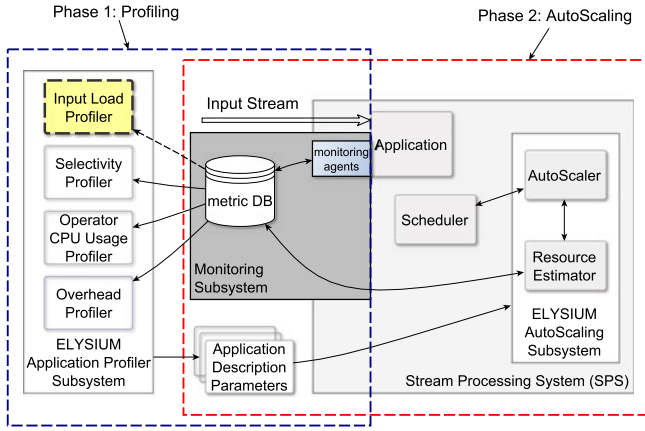 Phase 1: Profiling
Phase 2: AutoScaling
Input Load
Profiler
Selectivity
Profiler
Operator
CPU Usage
Profiler
Overhead
Profiler
ELYSIUM
Application Profiler
Subsystem
Input Stream
metric DB
monitoring
agents
Monitoring
Subsystem
Application
Description
Parameters
Application
Scheduler
AutoScaler
Resource
Estimator
ELYSIUM
AutoScaling
Subsystem
Stream Processing System (SPS)